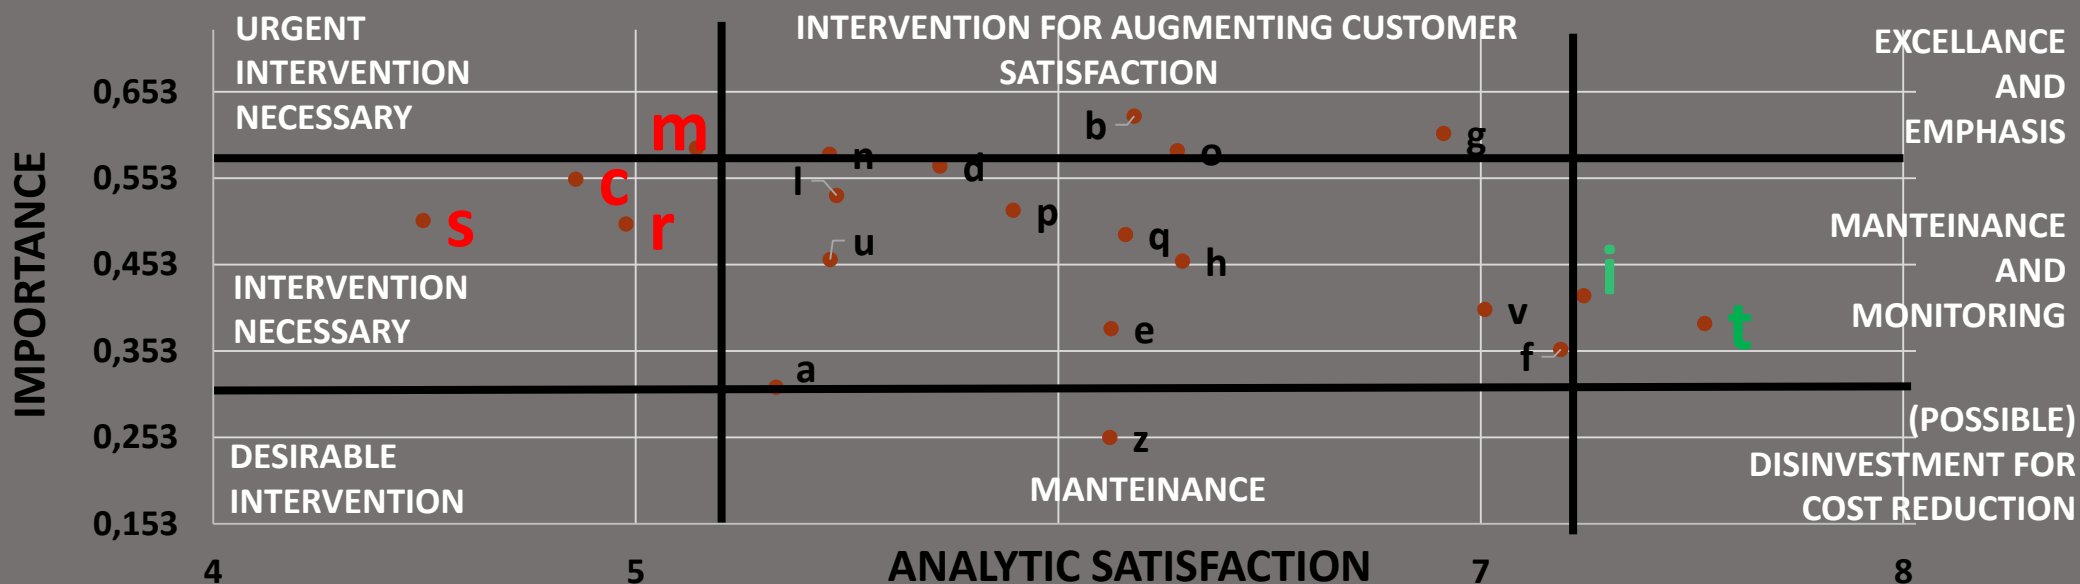 URGENT
INTERVENTION
NECESSARY
INTERVENTION FOR AUGMENTING CUSTOMER
SATISFACTION
EXCELLANCE
AND
EMPHASIS
0,653
0,553
0,453
0,353
0,253
0,153
IMPORTANCE
m
b
g
n
o
d
l
c
s
r
p
u
q
h
i
v
t
e
f
a
z
INTERVENTION
NECESSARY
MANTEINANCE
AND
MONITORING
DESIRABLE
INTERVENTION
MANTEINANCE
(POSSIBLE)
DISINVESTMENT FOR
COST REDUCTION
4
5
ANALYTIC SATISFACTION
7
8